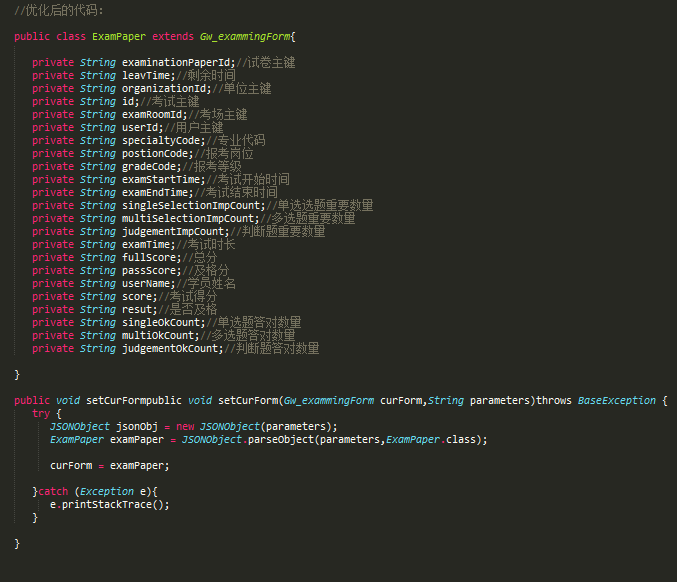 //优化后的代码:
public class ExamPaper extends Gw_exammingForm{
private String examinationPaperId;//试卷主键
private String leavTime;//剩余时间
private String organizationId;//单位主键
private String id;//考试主键
private String examRoomId;//考场主键
private String userId;//用户主键
private String specialtyCode;//专业代码
private String postionCode;//报考岗位
private String gradeCode;//报考等级
private String examStartTime;//考试开始时间
private String examEndTime;//考试结束时间
private String singleSelectionImpCount;//单选选题重要数量
private String multiSelectionImpCount;//多选题重要数量
private String judgementImpCount;//判断题重要数量
private String examTime;//考试时长
private String fullScore;//总分
private String passScore;//及格分
private String userName;//学员姓名
private String score;//考试得分
private String resut;//是否及格
private String singleOkCount;//单选题答对数量
private String multiOkCount;//多选题答对数量
private String judgementOkCount;//判断题答对数量
}
public void setCurFormpublic void setCurForm(Gw_exammingForm curForm,String parameters)throws BaseException {
try {
JSONObject jsonObj = new JSONObject(parameters);
ExamPaper examPaper = JSONObject.parseObject(parameters,ExamPaper.class);
curForm = examPaper;
}catch (Exception e){
e.printStackTrace();
}
}